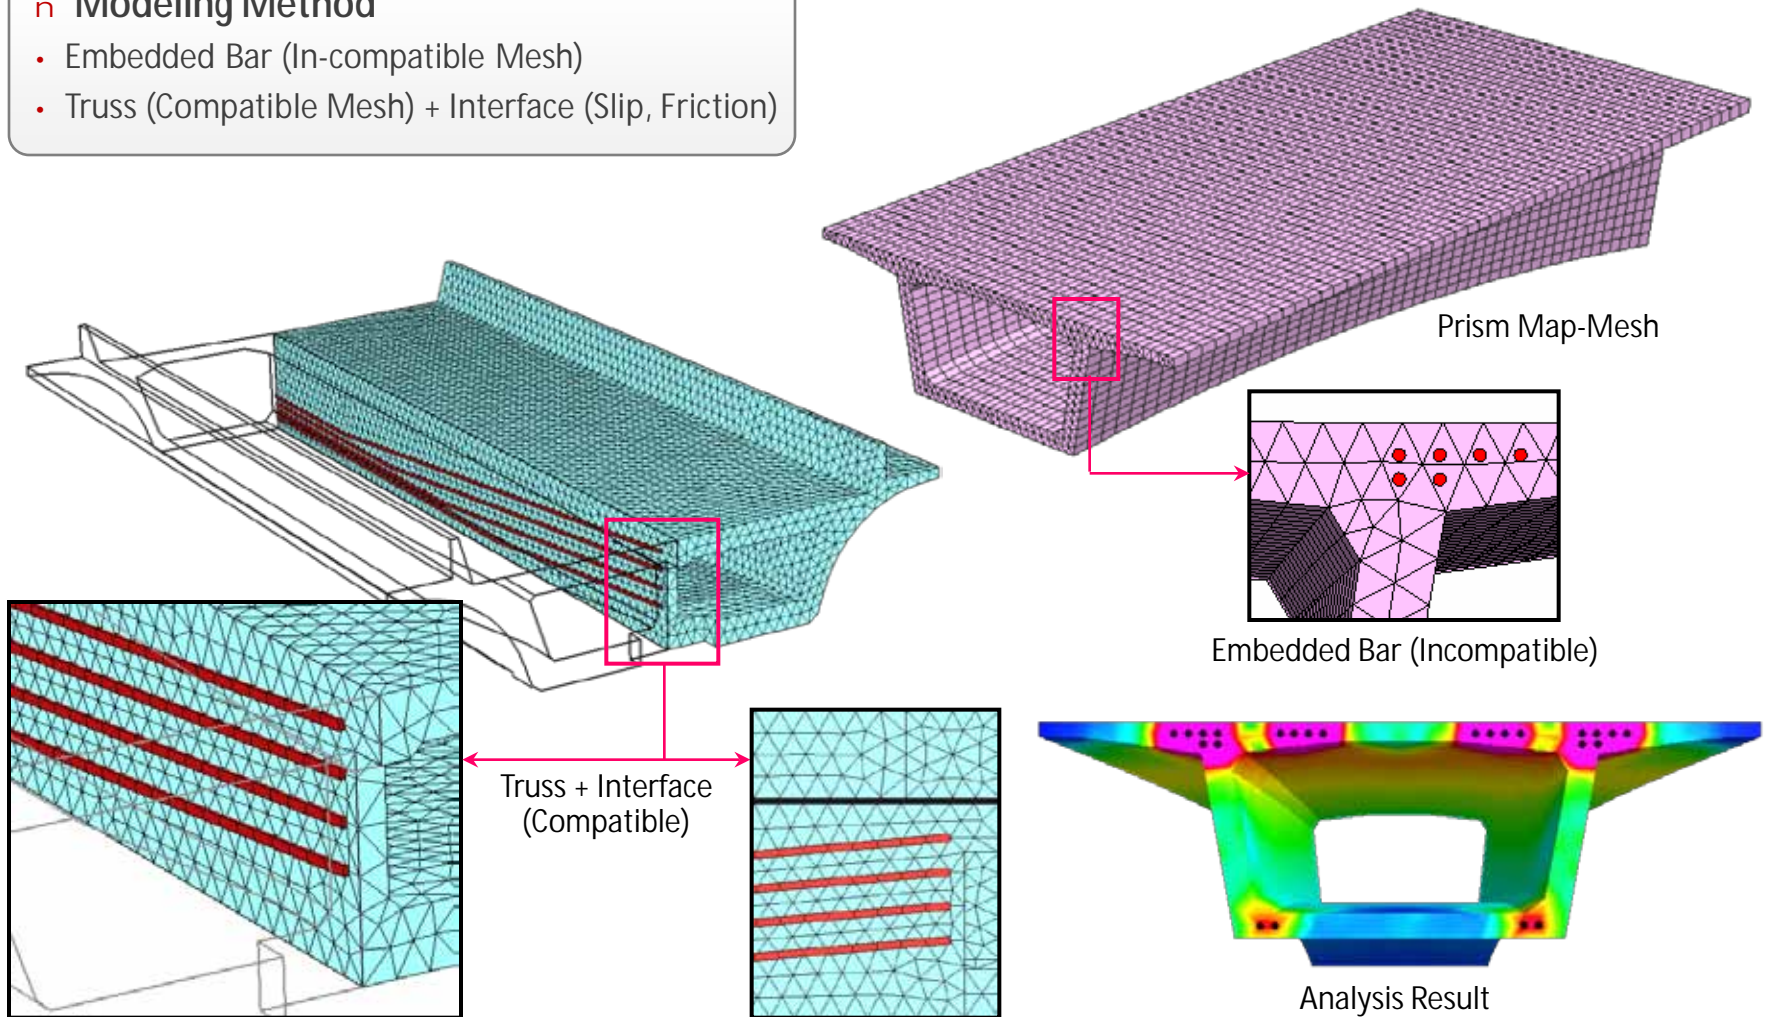 n Modeling Method
• Embedded Bar (In-compatible Mesh)
• Truss (Compatible Mesh) + Interface (Slip, Friction)
Prism Map-Mesh
Embedded Bar (Incompatible)
Truss + Interface
(Compatible)
Analysis Result